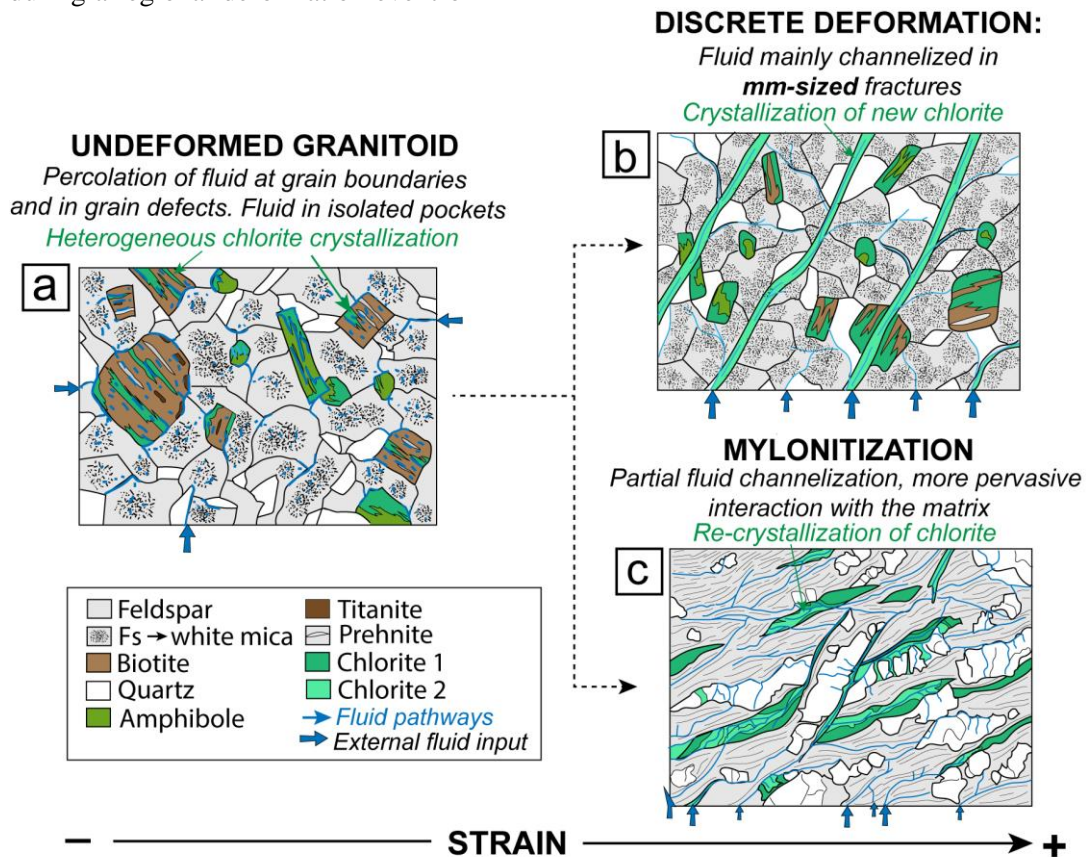 DISCRETE DEFORMATION:
Fluid mainly channelized in
mm-sized fractures
Crystallization of new chlorite
UNDEFORMED GRANITOID
Percolation of fluid at grain boundaries
and in grain defects. Fluid in isolated pockets
Heterogeneous chlorite crystallization
a
b
MYLONITIZATION
Partial fluid channelization, more pervasive
interaction with the matrix
Re-crystallization of chlorite
c
Feldspar
Fs → white mica
Biotite
Quartz
Amphibole
Titanite
Prehnite
Chlorite 1
Chlorite 2
Fluid pathways
External fluid input
− STRAIN +